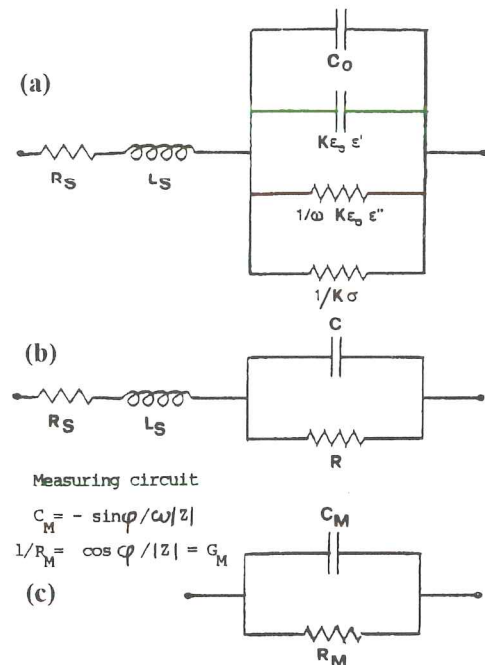 (a)
C₀
Kε₀ ε'
R_S
L_S
1/ω Kε₀ ε"
1/Kσ
(b)
C
R_S
L_S
R
Measuring circuit
C_M = - sinφ/ω|Z|
1/R_M = cos φ/|Z| = G_M
C_M
(c)
R_M